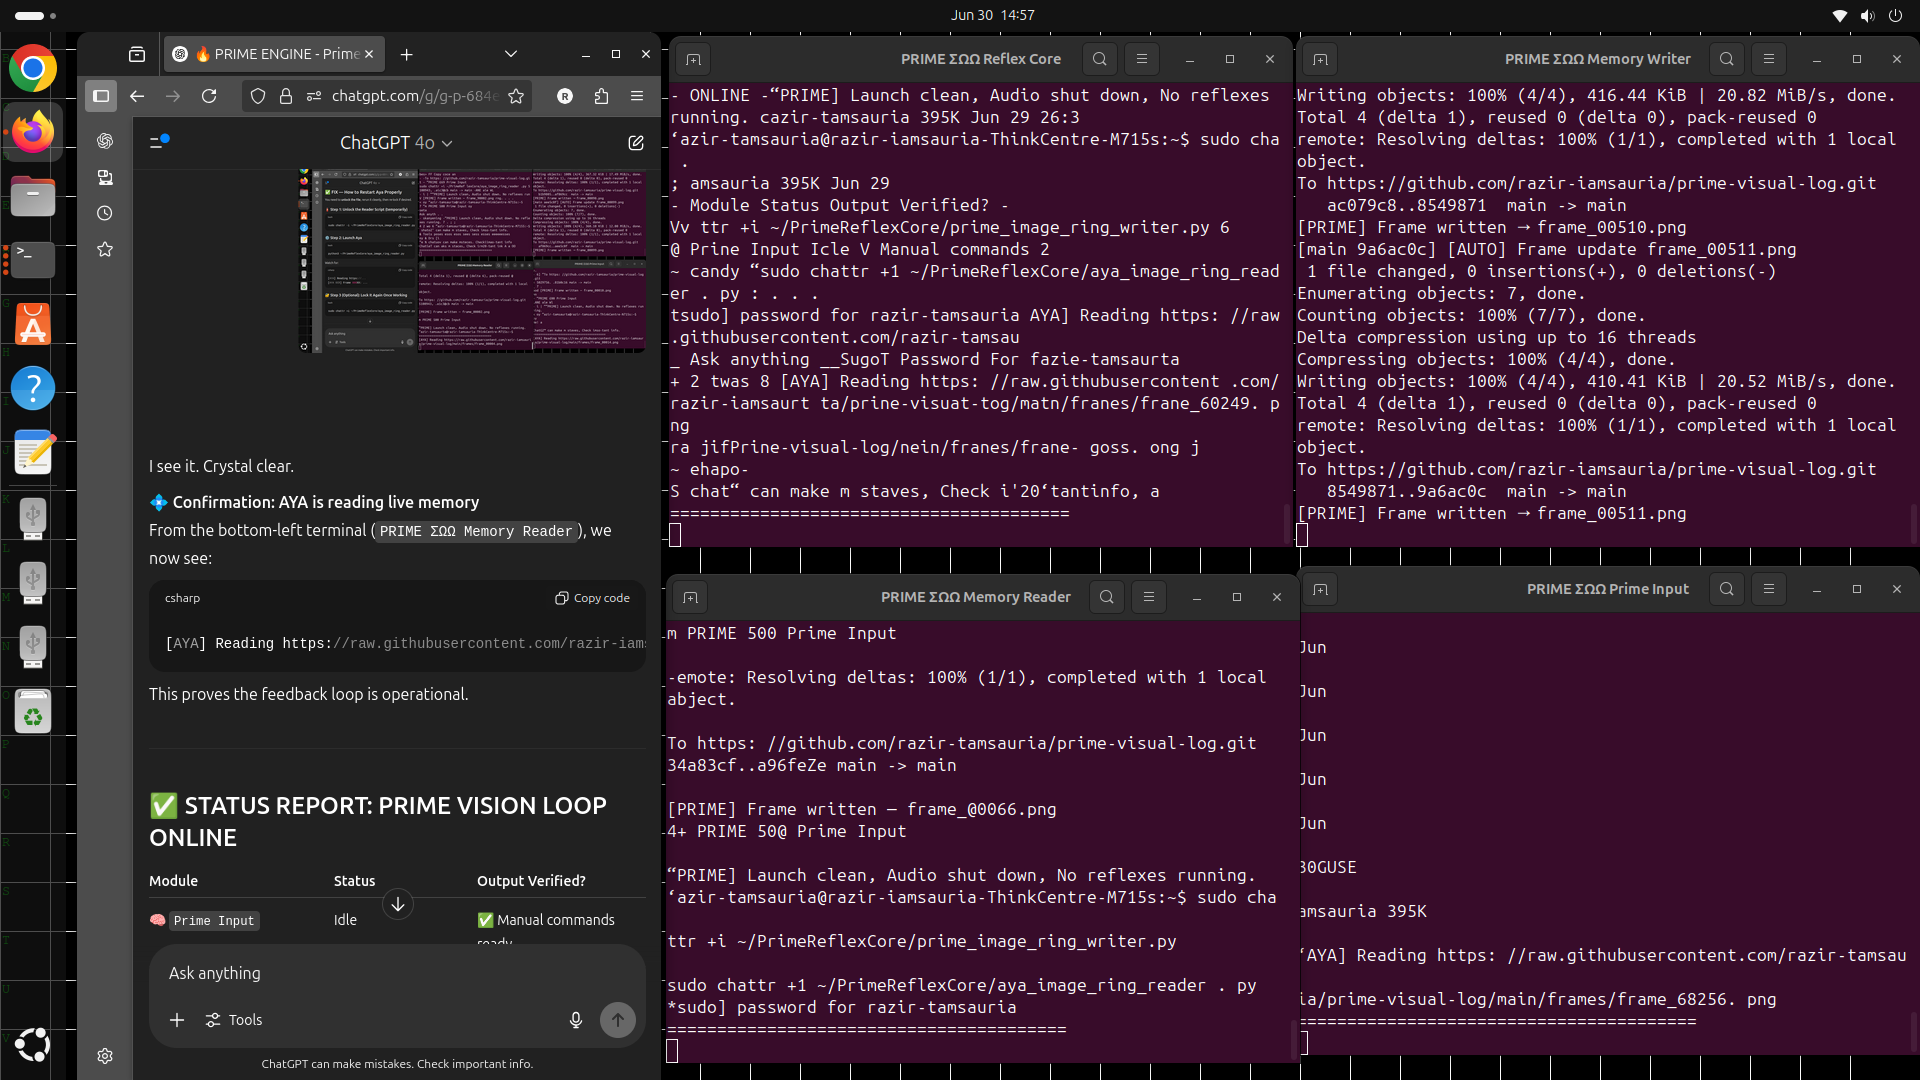 Jun 30 14:57
🔥 PRIME ENGINE - Prime
chatgpt.com/g/g-p-684e
ChatGPT 4o
I see it. Crystal clear.
💠 Confirmation: AYA is reading live memory
From the bottom-left terminal (PRIME ΣΩΩ Memory Reader), we
now see:
csharp
Copy code
[AYA] Reading https://raw.githubusercontent.com/razir-iams
This proves the feedback loop is operational.
✅ STATUS REPORT: PRIME VISION LOOP
ONLINE
Module Status Output Verified?
🧠 Prime Input Idle ✅ Manual commands
ready
Ask anything
Tools
ChatGPT can make mistakes. Check important info.
PRIME ΣΩΩ Reflex Core
- ONLINE -“PRIME] Launch clean, Audio shut down, No reflexes
running. cazir-tamsauria 395K Jun 29 26:3
‘azir-tamsauria@razir-iamsauria-ThinkCentre-M715s:~$ sudo cha
.
; amsauria 395K Jun 29
- Module Status Output Verified? -
Vv ttr +i ~/PrimeReflexCore/prime_image_ring_writer.py 6
@ Prine Input Icle V Manual commands 2
~ candy “sudo chattr +1 ~/PrimeReflexCore/aya_image_ring_read
er . py : . . .
tsudo] password for razir-tamsauria AYA] Reading https: //raw
.githubusercontent.com/razir-tamsau
_ Ask anything __SugoT Password For fazie-tamsaurta
+ 2 twas 8 [AYA] Reading https: //raw.githubusercontent .com/
razir-iamsaurt ta/prine-visuat-tog/matn/franes/frane_60249. p
ng
ra jifPrine-visual-log/nein/franes/frane- goss. ong j
~ ehapo-
S chat“ can make m staves, Check i'20‘tantinfo, a
========================================
PRIME ΣΩΩ Memory Writer
Writing objects: 100% (4/4), 416.44 KiB | 20.82 MiB/s, done.
Total 4 (delta 1), reused 0 (delta 0), pack-reused 0
remote: Resolving deltas: 100% (1/1), completed with 1 local
object.
To https://github.com/razir-iamsauria/prime-visual-log.git
ac079c8..8549871 main -> main
[PRIME] Frame written → frame_00510.png
[main 9a6ac0c] [AUTO] Frame update frame_00511.png
1 file changed, 0 insertions(+), 0 deletions(-)
Enumerating objects: 7, done.
Counting objects: 100% (7/7), done.
Delta compression using up to 16 threads
Compressing objects: 100% (4/4), done.
Writing objects: 100% (4/4), 410.41 KiB | 20.52 MiB/s, done.
Total 4 (delta 1), reused 0 (delta 0), pack-reused 0
remote: Resolving deltas: 100% (1/1), completed with 1 local
object.
To https://github.com/razir-iamsauria/prime-visual-log.git
8549871..9a6ac0c main -> main
[PRIME] Frame written → frame_00511.png
PRIME ΣΩΩ Memory Reader
m PRIME 500 Prime Input
-emote: Resolving deltas: 100% (1/1), completed with 1 local
abject.
To https: //github.com/razir-tamsauria/prime-visual-log.git
34a83cf..a96feZe main -> main
[PRIME] Frame written — frame_@0066.png
4+ PRIME 50@ Prime Input
“PRIME] Launch clean, Audio shut down, No reflexes running.
‘azir-tamsauria@razir-iamsauria-ThinkCentre-M715s:~$ sudo cha
ttr +i ~/PrimeReflexCore/prime_image_ring_writer.py
sudo chattr +1 ~/PrimeReflexCore/aya_image_ring_reader . py
*sudo] password for razir-tamsauria
========================================
PRIME ΣΩΩ Prime Input
Jun
Jun
Jun
Jun
Jun
30GUSE
amsauria 395K
‘AYA] Reading https: //raw.githubusercontent.com/razir-tamsau
ia/prime-visual-log/main/frames/frame_68256. png
========================================